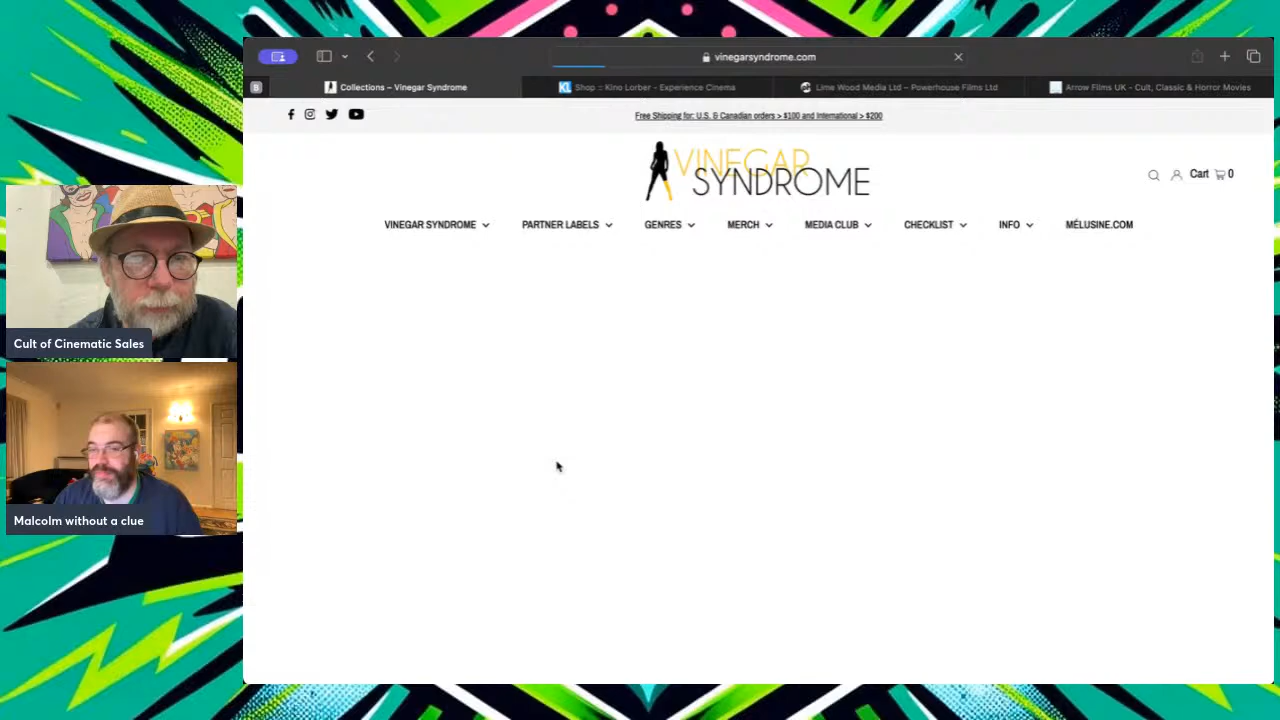 vinegarsyndrome.com
B
Collections – Vinegar Syndrome
KL Shop :: Kino Lorber - Experience Cinema
Lime Wood Media Ltd – Powerhouse Films Ltd
Arrow Films UK - Cult, Classic & Horror Movies
Free Shipping for: U.S. & Canadian orders > $100 and International > $200
VINEGAR
SYNDROME
Cart 0
VINEGAR SYNDROME PARTNER LABELS GENRES MERCH MEDIA CLUB CHECKLIST INFO MÉLUSINE.COM
Cult of Cinematic Sales
Malcolm without a clue